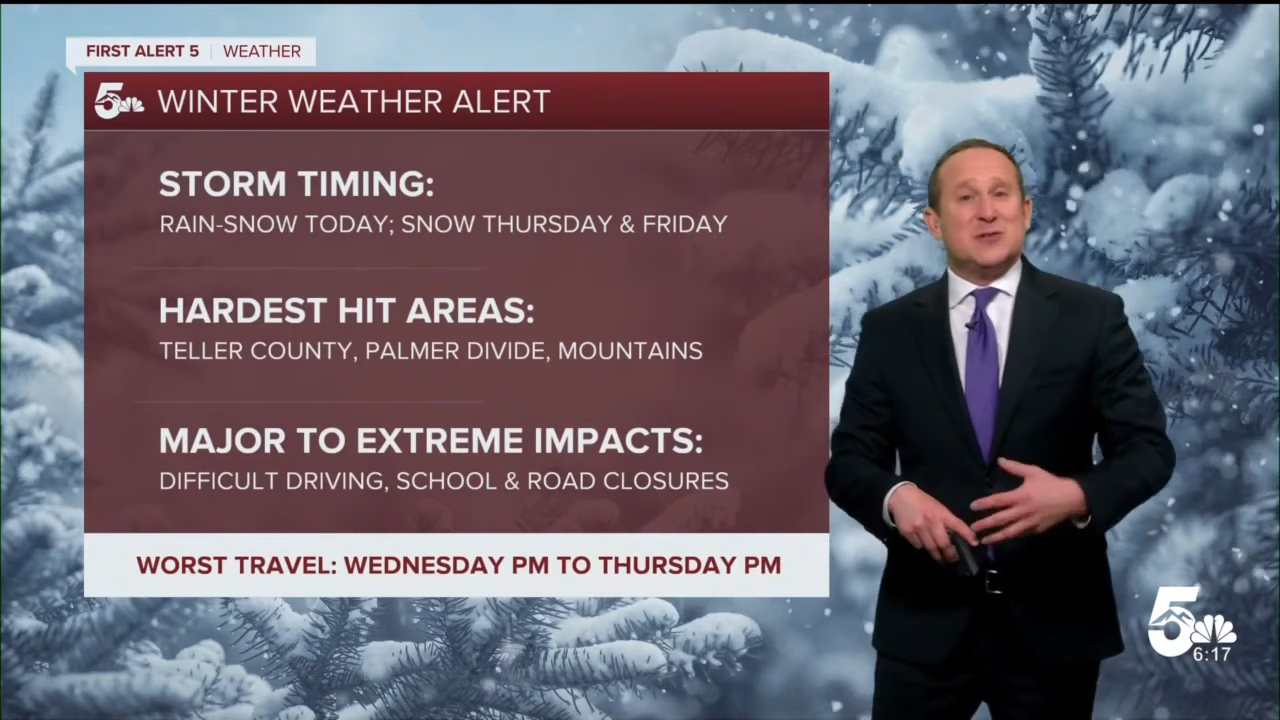 FIRST ALERT 5 | WEATHER
5 WINTER WEATHER ALERT
STORM TIMING:
RAIN-SNOW TODAY; SNOW THURSDAY & FRIDAY
HARDEST HIT AREAS:
TELLER COUNTY, PALMER DIVIDE, MOUNTAINS
MAJOR TO EXTREME IMPACTS:
DIFFICULT DRIVING, SCHOOL & ROAD CLOSURES
WORST TRAVEL: WEDNESDAY PM TO THURSDAY PM
5
6:17